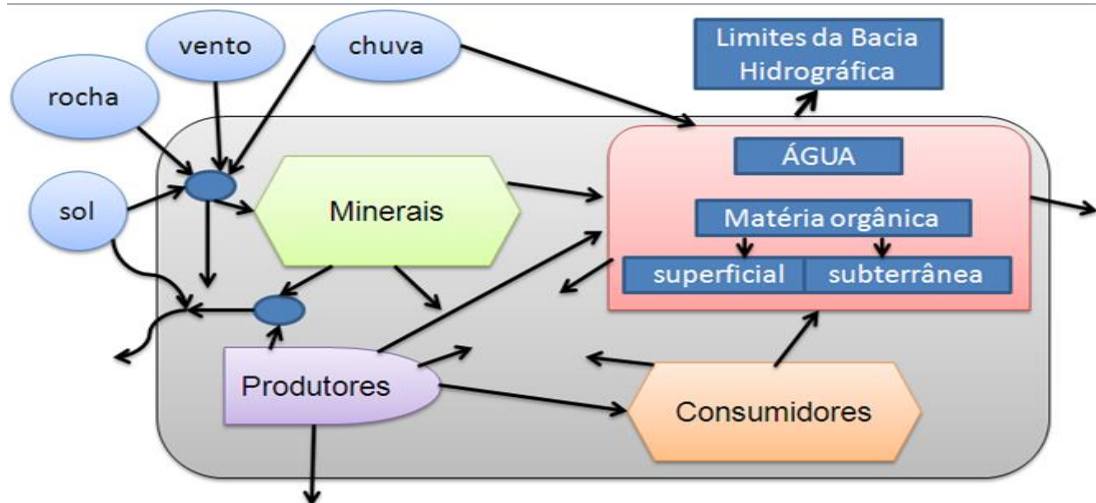 vento
chuva
Limites da Bacia
Hidrográfica
rocha
ÁGUA
sol
Minerais
Matéria orgânica
superficial
subterrânea
Produtores
Consumidores